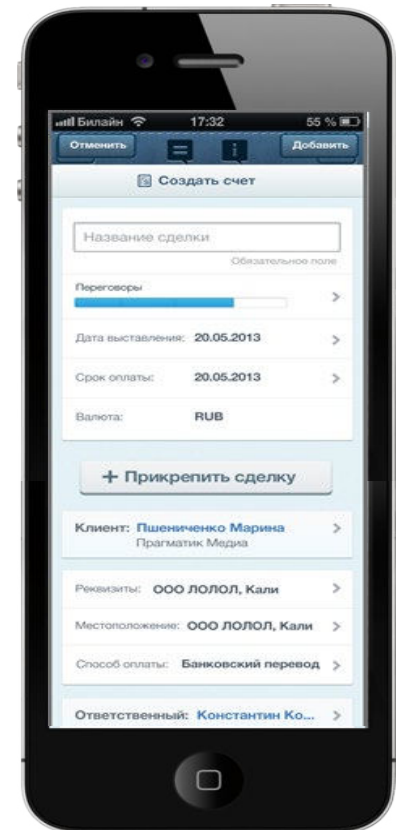 Билайн 17:32 55 %
Отменить Добавить
Создать счет
Название сделки
Обязательное поле
Переговоры
Дата выставления: 20.05.2013
Срок оплаты: 20.05.2013
Валюта: RUB
+ Прикрепить сделку
Клиент: Пшениченко Марина
Прагматик Медиа
Реквизиты: ООО ЛОЛОЛ, Кали
Местоположение: ООО ЛОЛОЛ, Кали
Способ оплаты: Банковский перевод
Ответственный: Константин Ко...